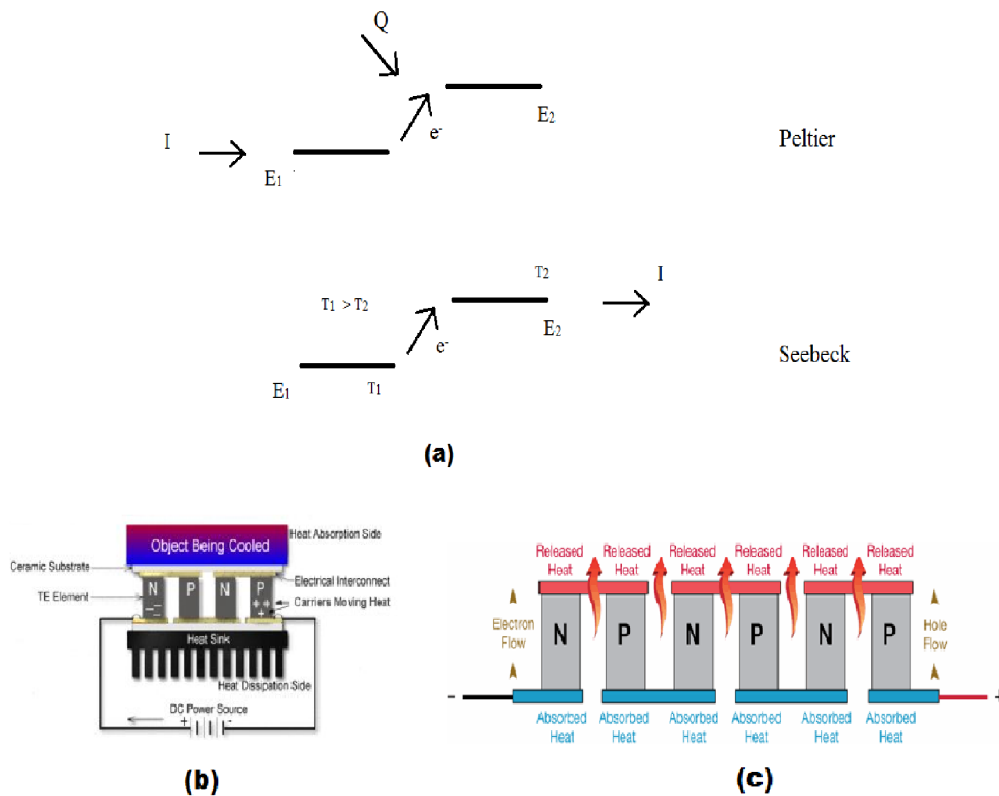 Q
E2
e-
I
Peltier
E1
T2
I
T1 > T2
E2
e-
Seebeck
E1
T1
(a)
Object Being Cooled
Heat Absorption Side
Ceramic Substrate
Electrical Interconnect
N P N P
TE Element
Carriers Moving Heat
-- -
++ +
Heat Sink
Heat Dissipation Side
DC Power Source
+ -
(b)
Released Heat
Released Heat
Released Heat
Released Heat
Released Heat
Released Heat
Electron Flow
N P N P N P
Hole Flow
- +
Absorbed Heat
Absorbed Heat
Absorbed Heat
Absorbed Heat
Absorbed Heat
Absorbed Heat
(c)